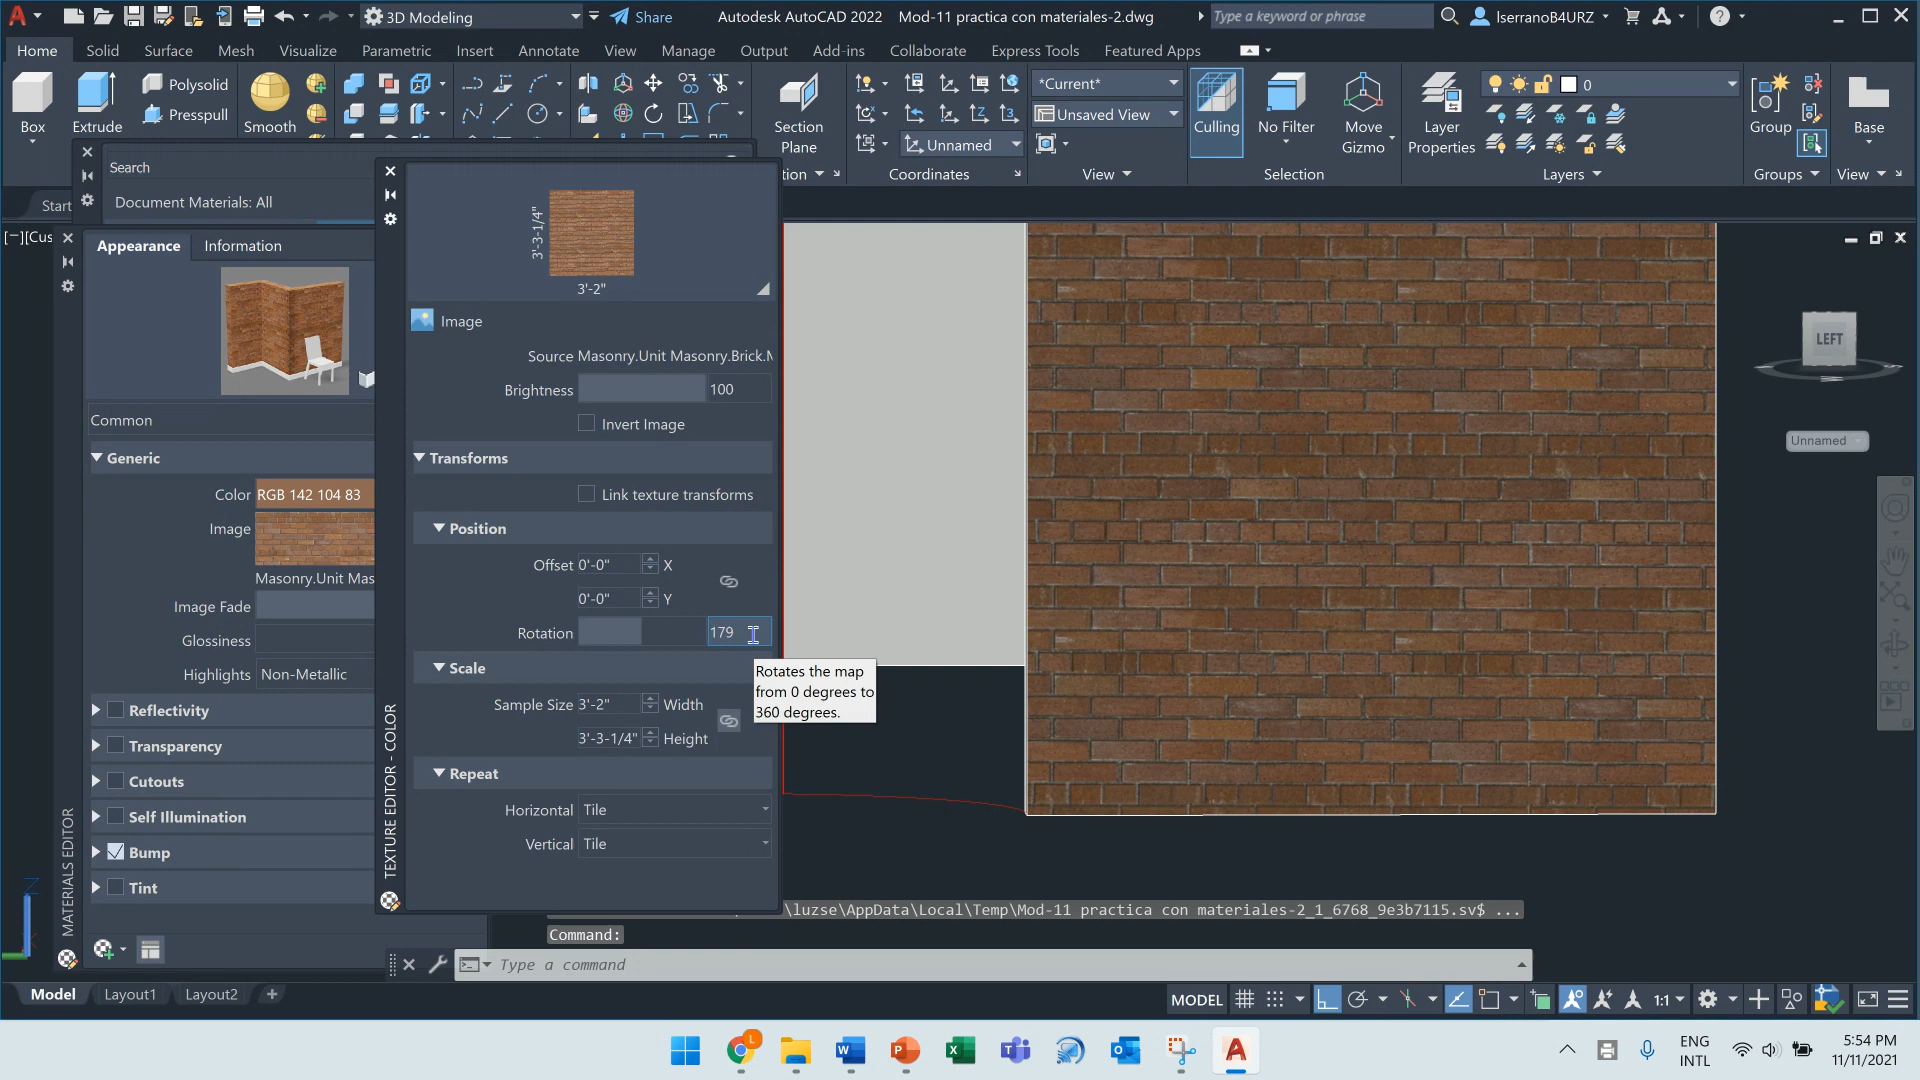 3D Modeling
Share
Autodesk AutoCAD 2022
Mod-11 practica con materiales-2.dwg
Type a keyword or phrase
lserranoB4URZ
Home
Solid
Surface
Mesh
Visualize
Parametric
Insert
Annotate
View
Manage
Output
Add-ins
Collaborate
Express Tools
Featured Apps
Box
Extrude
Polysolid
Presspull
Smooth
Section
Plane
*Current*
Unsaved View
Unnamed
Culling
No Filter
Move
Gizmo
Layer
Properties
0
Group
Base
Coordinates
View
Selection
Layers
Groups
View
Start
Search
Document Materials: All
[−][Cus
Appearance
Information
Common
Generic
Color
RGB 142 104 83
Image
Masonry.Unit Mas
Image Fade
Glossiness
Highlights
Non-Metallic
Reflectivity
Transparency
Cutouts
Self Illumination
Bump
Tint
MATERIALS EDITOR
3'-3-1/4"
3'-2"
Image
Source
Masonry.Unit Masonry.Brick.M
Brightness
100
Invert Image
Transforms
Link texture transforms
Position
Offset
0'-0"
X
0'-0"
Y
Rotation
179
Scale
Sample Size
3'-2"
Width
3'-3-1/4"
Height
Repeat
Horizontal
Tile
Vertical
Tile
TEXTURE EDITOR - COLOR
Rotates the map
from 0 degrees to
360 degrees.
LEFT
Unnamed
\luzse\AppData\Local\Temp\Mod-11 practica con materiales-2_1_6768_9e3b7115.sv$ ...
Command:
Type a command
Model
Layout1
Layout2
MODEL
1:1
ENG
INTL
5:54 PM
11/11/2021